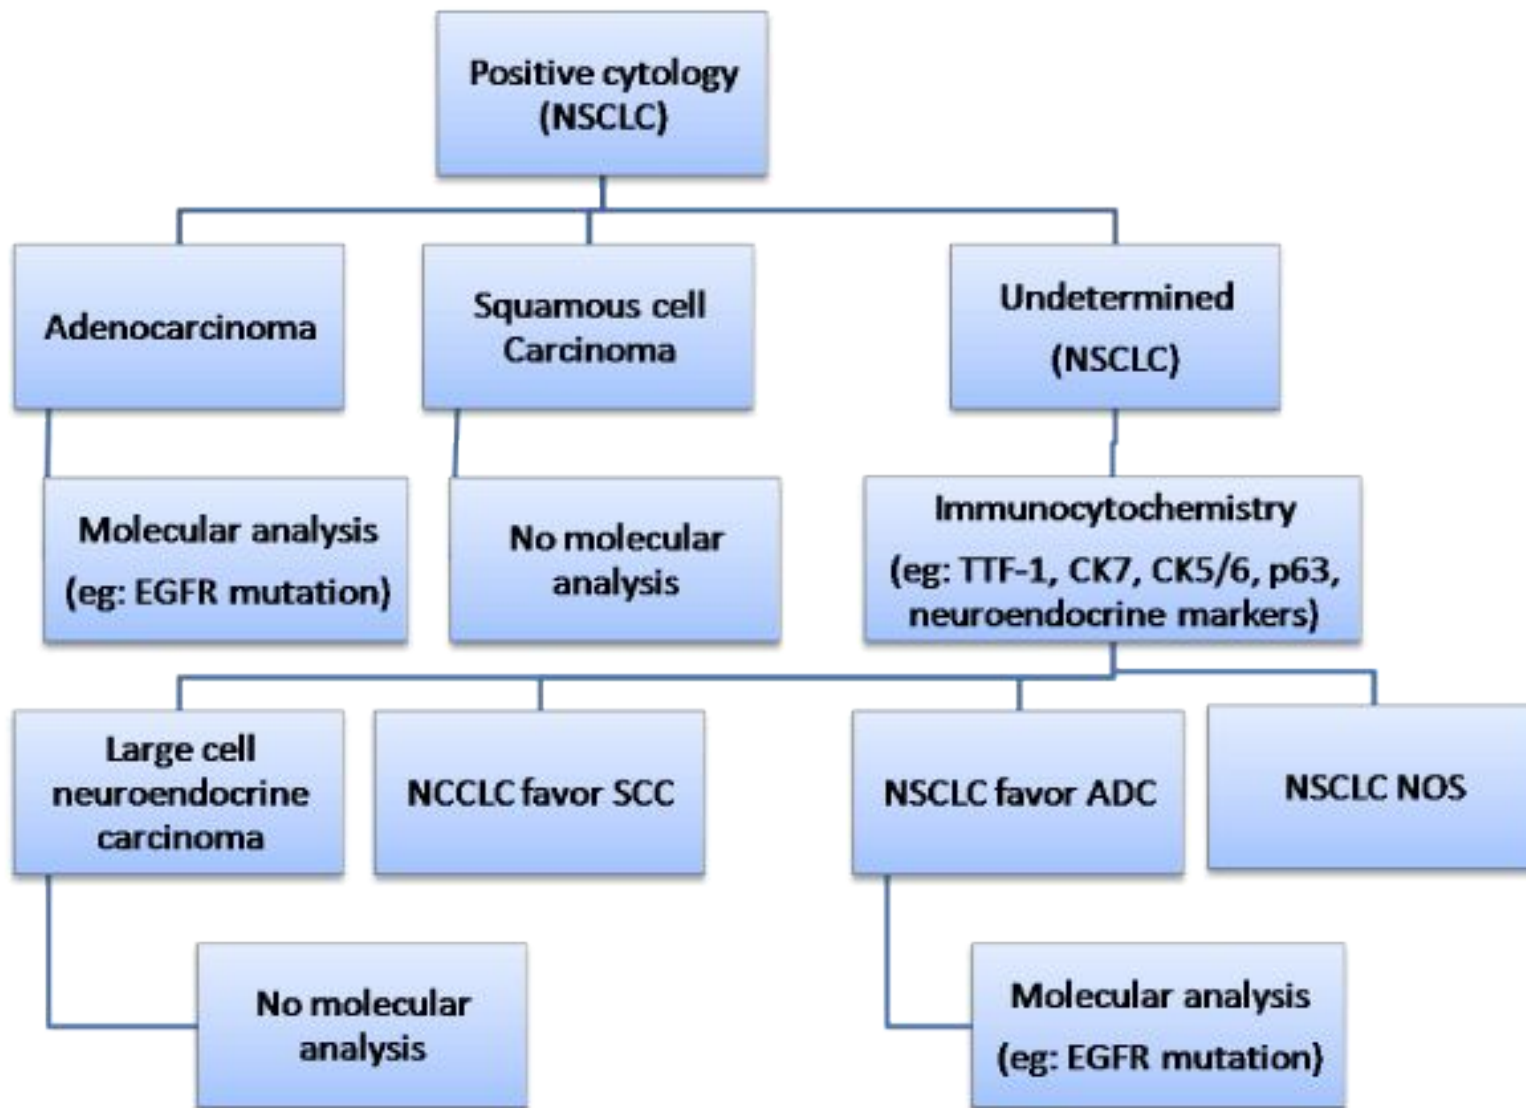 Positive cytology
(NSCLC)
Adenocarcinoma
Squamous cell
Carcinoma
Undetermined
(NSCLC)
Molecular analysis
(eg: EGFR mutation)
No molecular
analysis
Immunocytochemistry
(eg: TTF-1, CK7, CK5/6, p63,
neuroendocrine markers)
Large cell
neuroendocrine
carcinoma
NCCLC favor SCC
NSCLC favor ADC
NSCLC NOS
No molecular
analysis
Molecular analysis
(eg: EGFR mutation)